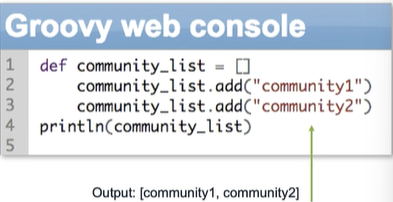 Groovy web console
1 def community_list = []
2     community_list.add("community1")
3     community_list.add("community2")
4 println(community_list)
5
Output: [community1, community2]